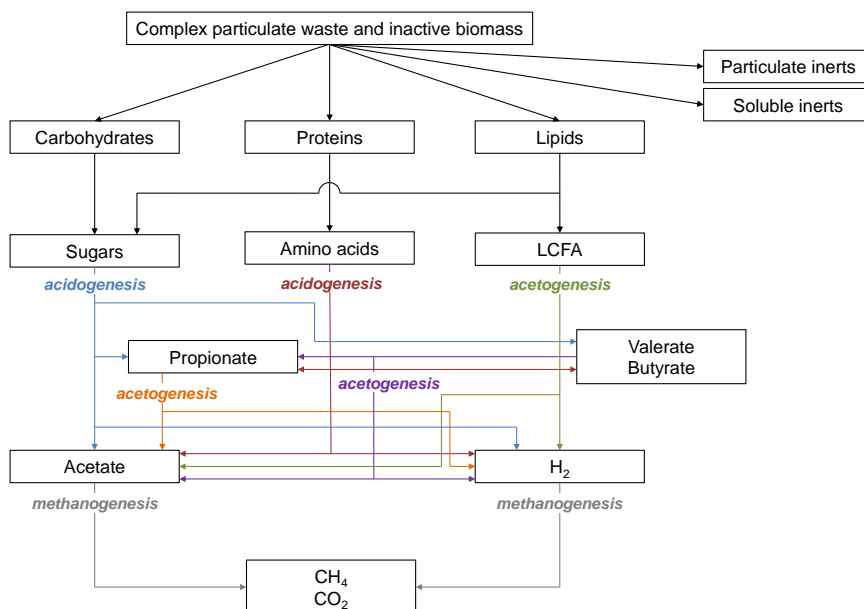 Complex particulate waste and inactive biomass
Particulate inerts
Soluble inerts
Carbohydrates
Proteins
Lipids
Sugars
Amino acids
LCFA
acidogenesis
acidogenesis
acetogenesis
Propionate
Valerate
Butyrate
acetogenesis
acetogenesis
Acetate
H₂
methanogenesis
methanogenesis
CH₄
CO₂